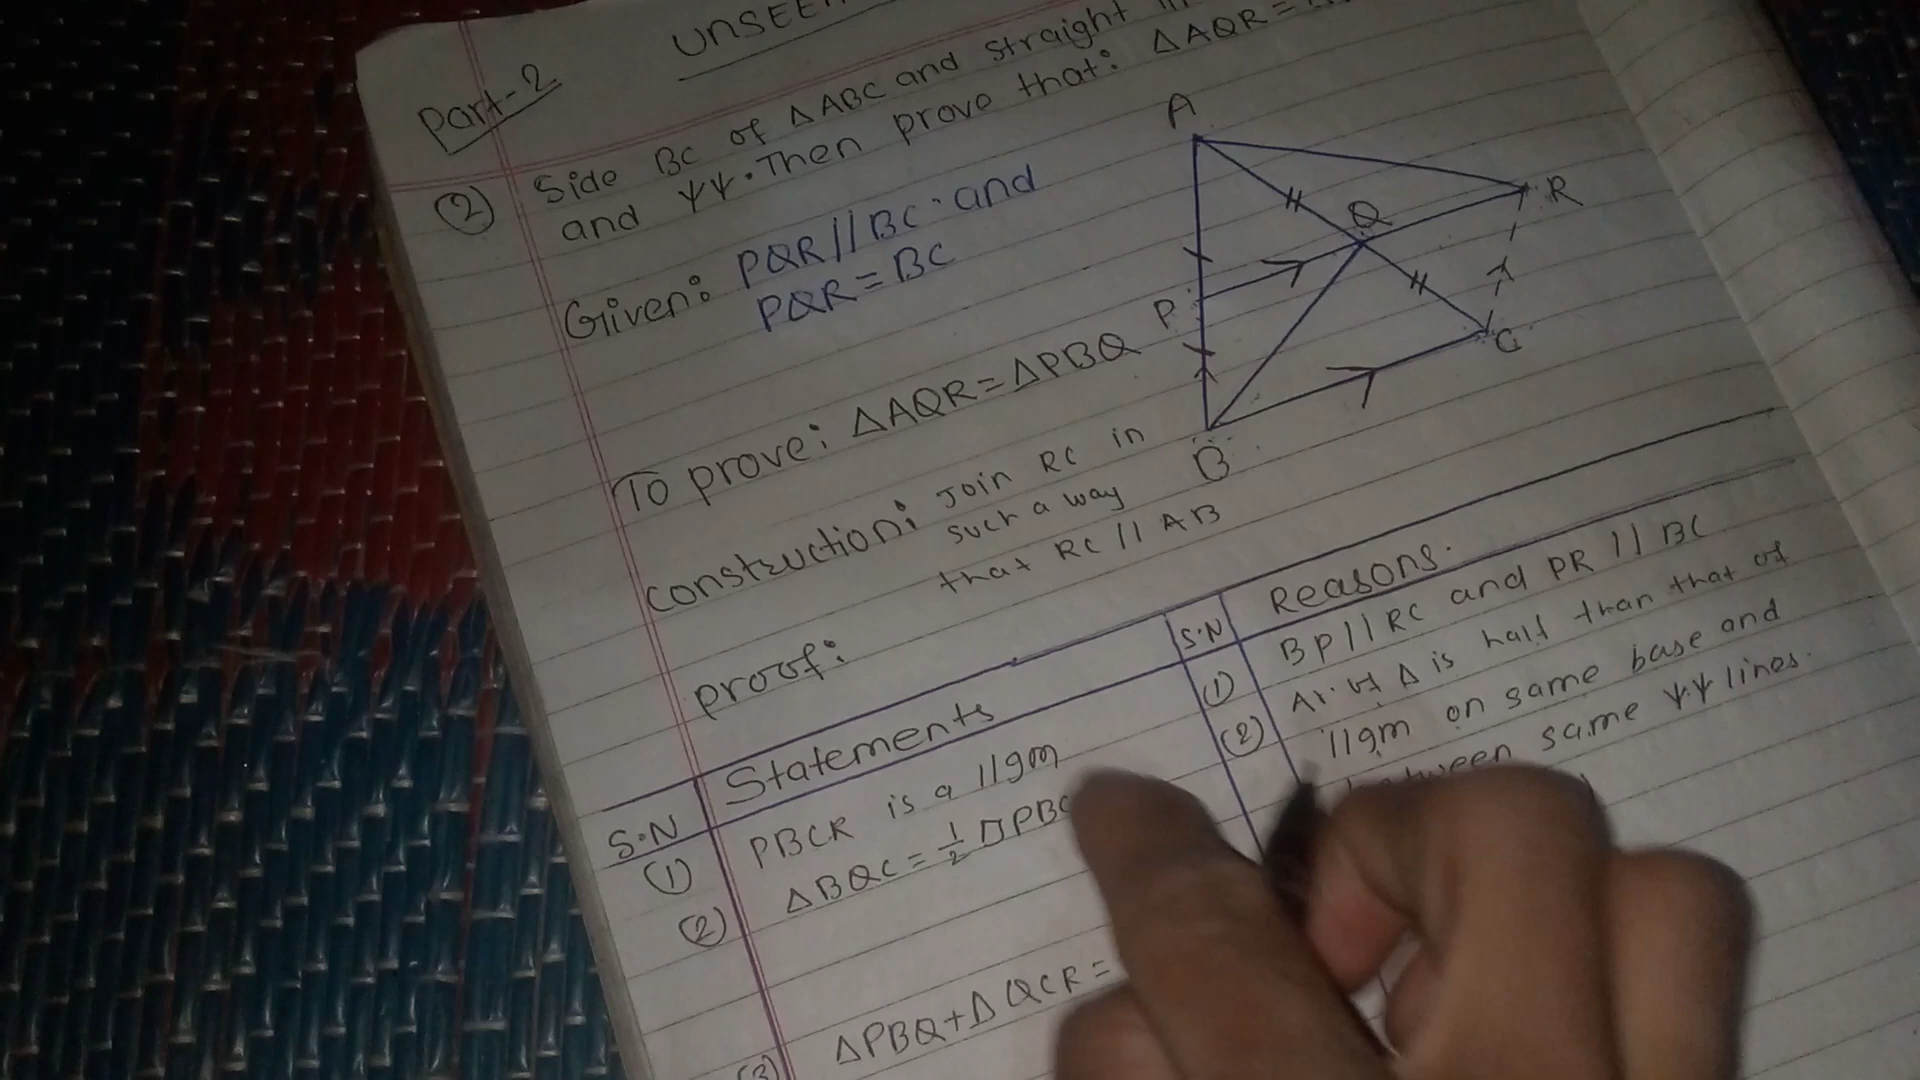 Part-2
UNSEE
(2) Side BC of ΔABC and straight
and ΨΨ. Then prove that: ΔAQR =
Given: PQR//BC. and
PQR = BC
To prove: ΔAQR = ΔPBQ
construction: Join RC in
such a way
that RC // AB
A
R
Q
P
C
B
proof:
S.N Statements S.N Reasons.
(1) PBCR is a //gm (1) BP//RC and PR // BC
(2) ΔBQC = 1/2 ▱PBC (2) Ar. of Δ is half than that of
//gm on same base and
between same ΨΨ lines.
(3) ΔPBQ + ΔQCR =